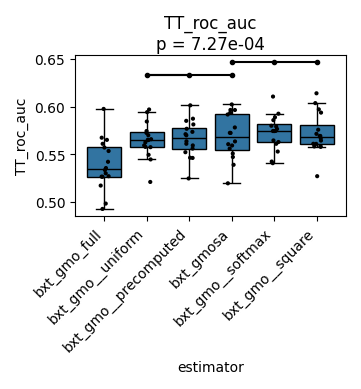 TT_roc_auc
p = 7.27e-04
0.65
0.60
0.55
0.50
TT_roc_auc
bxt_gmo_full
bxt_gmo__uniform
bxt_gmo__precomputed
bxt_gmosa
bxt_gmo__softmax
bxt_gmo__square
estimator